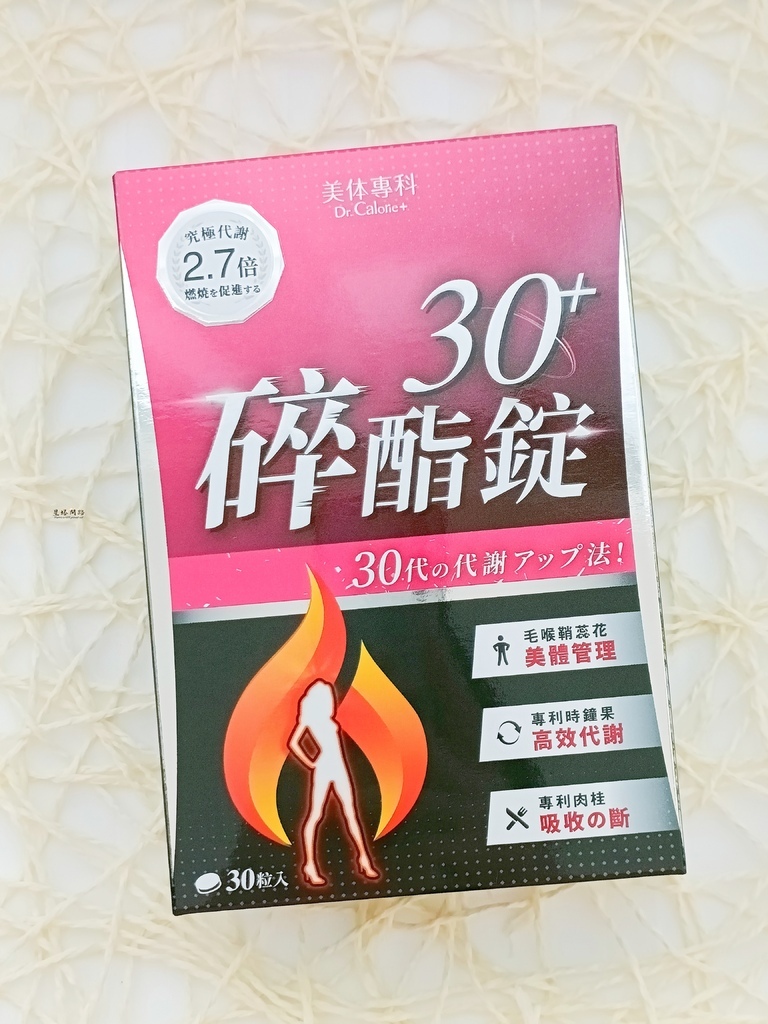 美体專科
Dr.Calorie+
究極代謝
2.7倍
燃燒を促進する
30+
碎酯錠
30代の代謝アップ法!
毛喉鞘蕊花
美體管理
專利時鐘果
高效代謝
專利肉桂
吸收の斷
30粒入